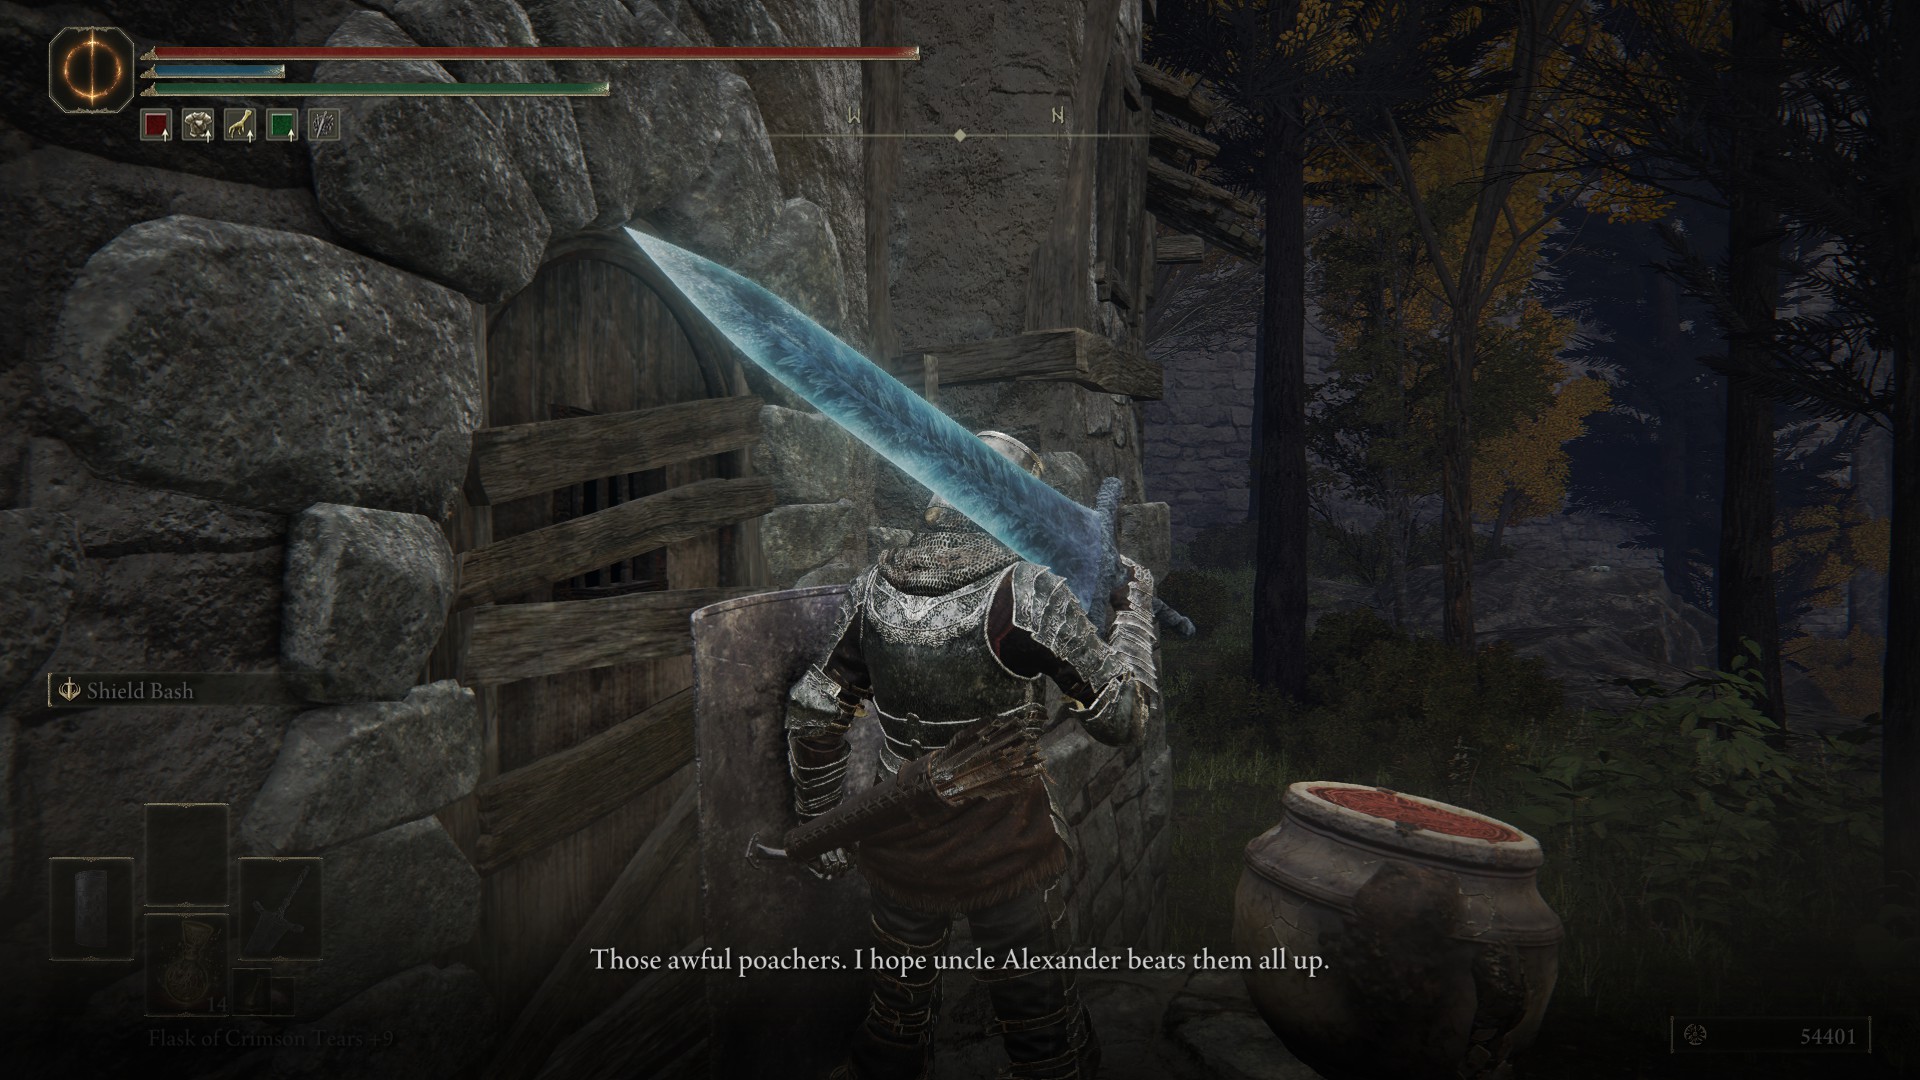 W N
Shield Bash
Those awful poachers. I hope uncle Alexander beats them all up.
14
Flask of Crimson Tears +9
54401